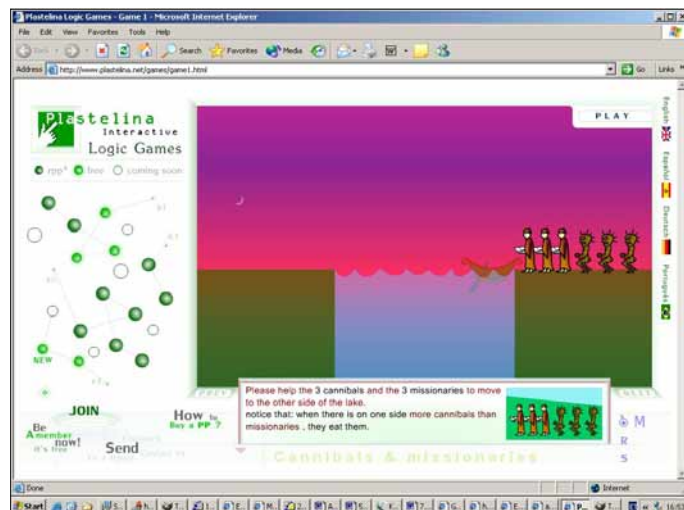 Plastelina Logic Games - Game 1 - Microsoft Internet Explorer
File Edit View Favorites Tools Help
Back Search Favorites Media
Address http://www.plastelina.net/games/game1.html Go Links
Plastelina
Interactive
Logic Games
rpp* free coming soon
PLAY
English
Español
Deutsch
Português
NEW
JOIN
Be
A member
now!
it's free
Send
How to
Buy a PP ?
PREV
NEXT
Please help the 3 cannibals and the 3 missionaries to move
to the other side of the lake.
notice that: when there is on one side more cannibals than
missionaries , they eat them.
Cannibals & missionaries
M
R
S
Done
Internet
Start